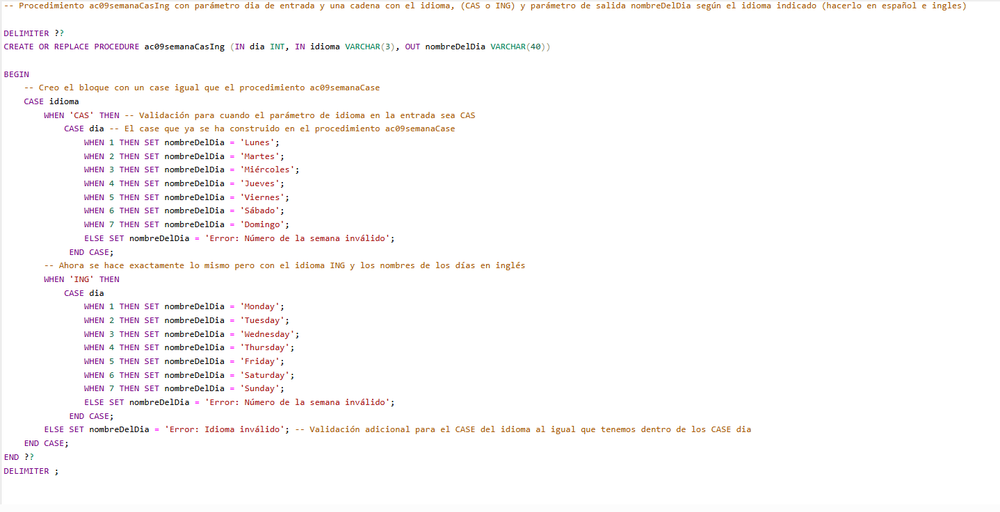 -- Procedimiento ac09semanaCasIng con parámetro dia de entrada y una cadena con el idioma, (CAS o ING) y parámetro de salida nombreDelDia según el idioma indicado (hacerlo en español e ingles)
DELIMITER ??
CREATE OR REPLACE PROCEDURE ac09semanaCasIng (IN dia INT, IN idioma VARCHAR(3), OUT nombreDelDia VARCHAR(40))
BEGIN
-- Creo el bloque con un case igual que el procedimiento ac09semanaCase
CASE idioma
WHEN 'CAS' THEN -- Validación para cuando el parámetro de idioma en la entrada sea CAS
CASE dia -- El case que ya se ha construido en el procedimiento ac09semanaCase
WHEN 1 THEN SET nombreDelDia = 'Lunes';
WHEN 2 THEN SET nombreDelDia = 'Martes';
WHEN 3 THEN SET nombreDelDia = 'Miércoles';
WHEN 4 THEN SET nombreDelDia = 'Jueves';
WHEN 5 THEN SET nombreDelDia = 'Viernes';
WHEN 6 THEN SET nombreDelDia = 'Sábado';
WHEN 7 THEN SET nombreDelDia = 'Domingo';
ELSE SET nombreDelDia = 'Error: Número de la semana inválido';
END CASE;
-- Ahora se hace exactamente lo mismo pero con el idioma ING y los nombres de los días en inglés
WHEN 'ING' THEN
CASE dia
WHEN 1 THEN SET nombreDelDia = 'Monday';
WHEN 2 THEN SET nombreDelDia = 'Tuesday';
WHEN 3 THEN SET nombreDelDia = 'Wednesday';
WHEN 4 THEN SET nombreDelDia = 'Thursday';
WHEN 5 THEN SET nombreDelDia = 'Friday';
WHEN 6 THEN SET nombreDelDia = 'Saturday';
WHEN 7 THEN SET nombreDelDia = 'Sunday';
ELSE SET nombreDelDia = 'Error: Número de la semana inválido';
END CASE;
ELSE SET nombreDelDia = 'Error: Idioma inválido'; -- Validación adicional para el CASE del idioma al igual que tenemos dentro de los CASE dia
END CASE;
END ??
DELIMITER ;